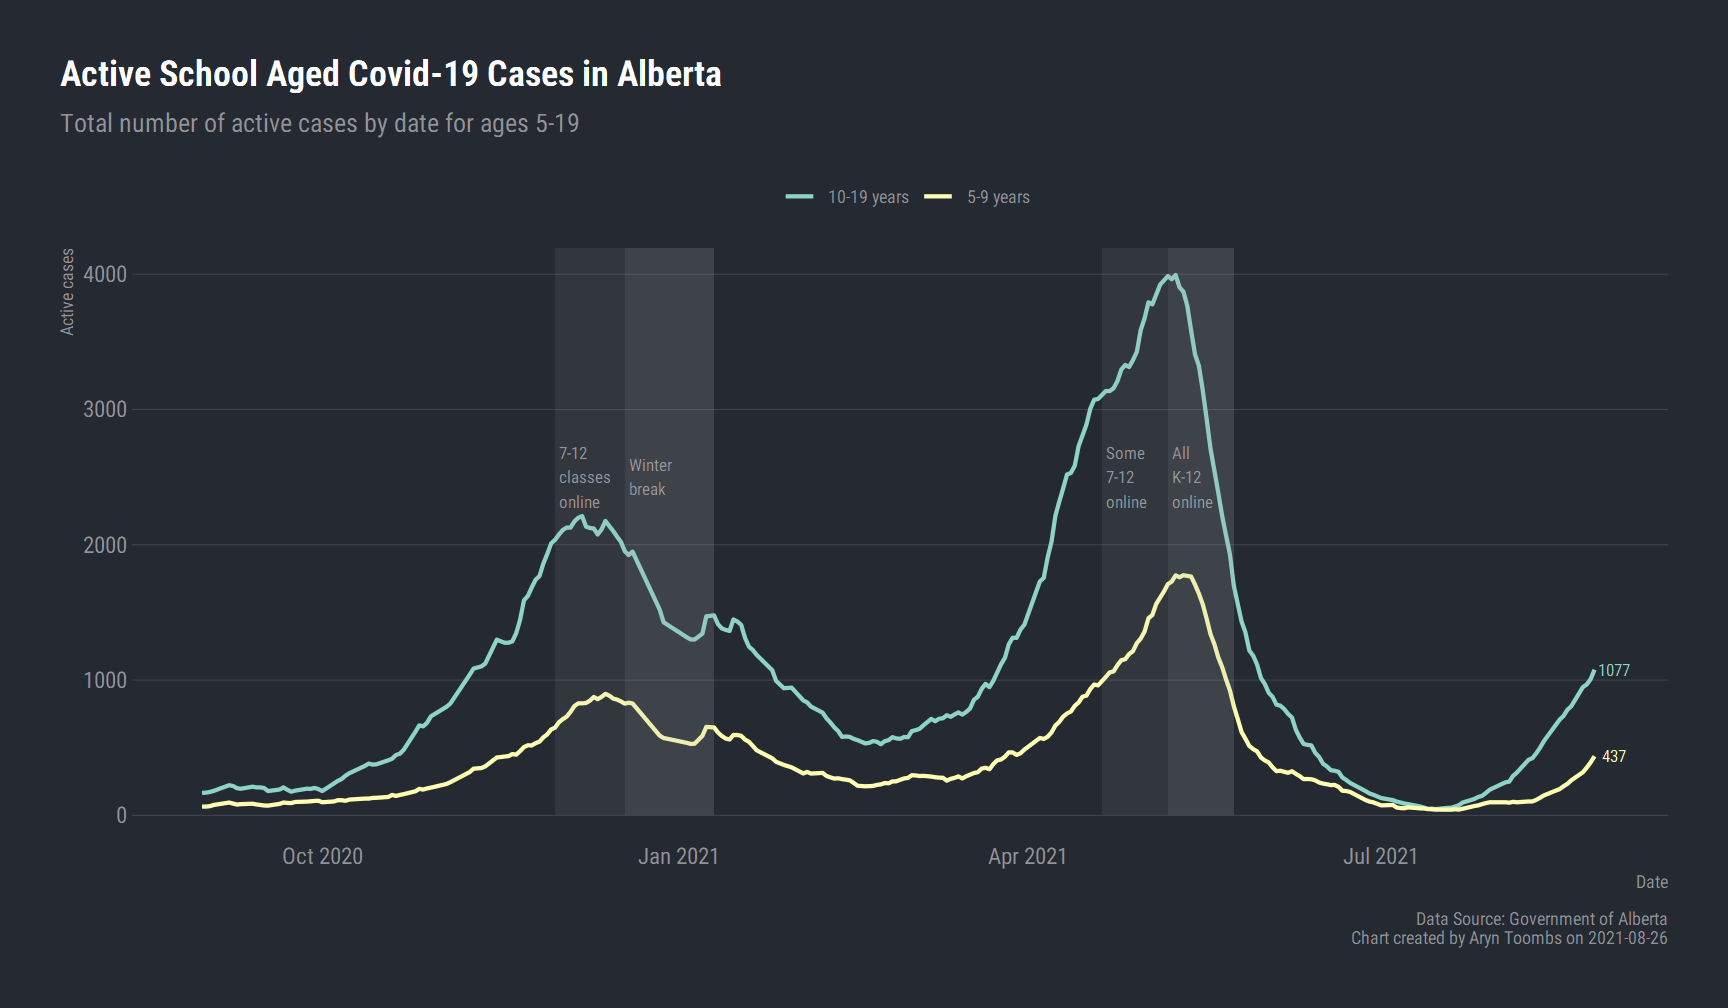 Active School Aged Covid-19 Cases in Alberta
Total number of active cases by date for ages 5-19
10-19 years
5-9 years
Active cases
4000
3000
2000
1000
0
7-12
classes
online
Winter
break
Some
7-12
online
All
K-12
online
1077
437
Oct 2020
Jan 2021
Apr 2021
Jul 2021
Date
Data Source: Government of Alberta
Chart created by Aryn Toombs on 2021-08-26